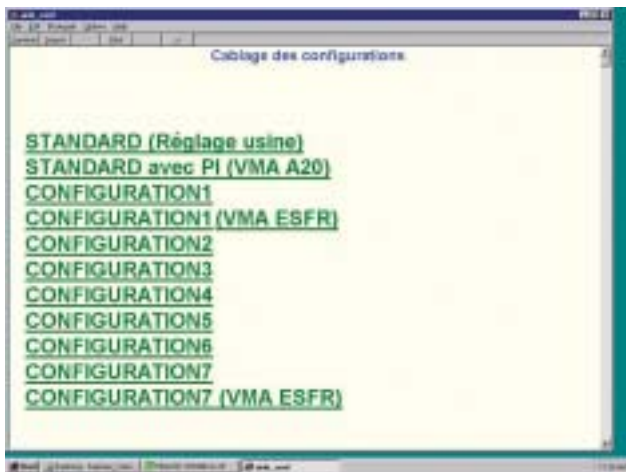 Cablage des configurations
STANDARD (Réglage usine)
STANDARD avec PI (VMA A20)
CONFIGURATION1
CONFIGURATION1 (VMA ESFR)
CONFIGURATION2
CONFIGURATION3
CONFIGURATION4
CONFIGURATION5
CONFIGURATION6
CONFIGURATION7
CONFIGURATION7 (VMA ESFR)